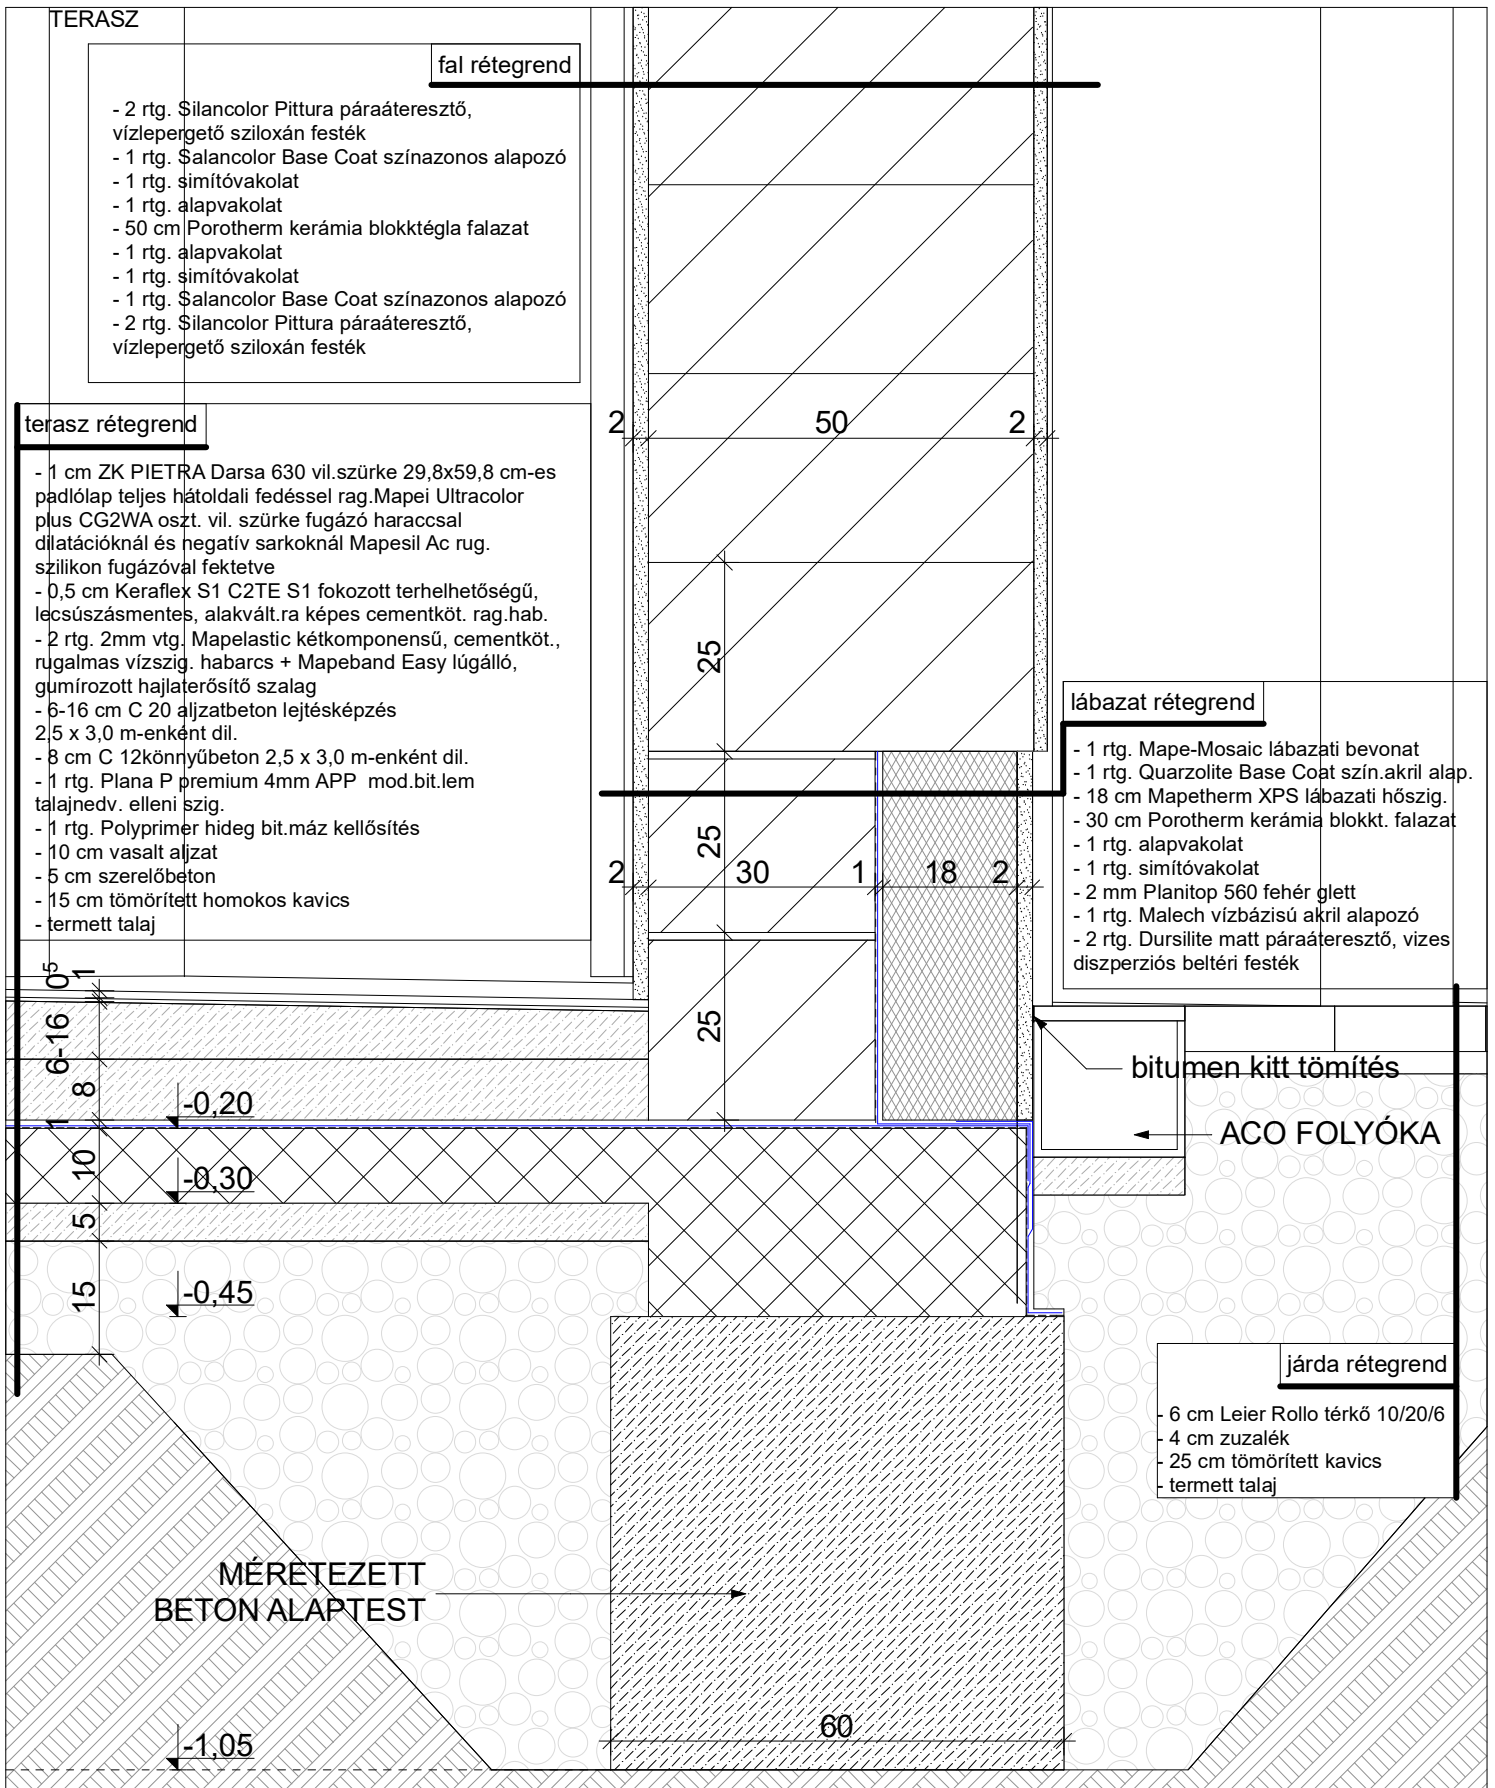 TERASZ
fal rétegrend
- 2 rtg. Silancolor Pittura páraáteresztő,
vízlepergető sziloxán festék
- 1 rtg. Salancolor Base Coat színazonos alapozó
- 1 rtg. simítóvakolat
- 1 rtg. alapvakolat
- 50 cm Porotherm kerámia blokktégla falazat
- 1 rtg. alapvakolat
- 1 rtg. simítóvakolat
- 1 rtg. Salancolor Base Coat színazonos alapozó
- 2 rtg. Silancolor Pittura páraáteresztő,
vízlepergető sziloxán festék
terasz rétegrend
- 1 cm ZK PIETRA Darsa 630 vil.szürke 29,8x59,8 cm-es
padlólap teljes hátoldali fedéssel rag.Mapei Ultracolor
plus CG2WA oszt. vil. szürke fugázó haraccsal
dilatációknál és negatív sarkoknál Mapesil Ac rug.
szilikon fugázóval fektetve
- 0,5 cm Keraflex S1 C2TE S1 fokozott terhelhetőségű,
lecsúszásmentes, alakvált.ra képes cementköt. rag.hab.
- 2 rtg. 2mm vtg. Mapelastic kétkomponensű, cementköt.,
rugalmas vízszig. habarcs + Mapeband Easy lúgálló,
gumírozott hajlaterősítő szalag
- 6-16 cm C 20 aljzatbeton lejtésképzés
2,5 x 3,0 m-enként dil.
- 8 cm C 12könnyűbeton 2,5 x 3,0 m-enként dil.
- 1 rtg. Plana P premium 4mm APP  mod.bit.lem
talajnedv. elleni szig.
- 1 rtg. Polyprimer hideg bit.máz kellősítés
- 10 cm vasalt aljzat
- 5 cm szerelőbeton
- 15 cm tömörített homokos kavics
- termett talaj
2 50 2
25
25
25
2 30 1 18 2
lábazat rétegrend
- 1 rtg. Mape-Mosaic lábazati bevonat
- 1 rtg. Quarzolite Base Coat szín.akril alap.
- 18 cm Mapetherm XPS lábazati hőszig.
- 30 cm Porotherm kerámia blokkt. falazat
- 1 rtg. alapvakolat
- 1 rtg. simítóvakolat
- 2 mm Planitop 560 fehér glett
- 1 rtg. Malech vízbázisú akril alapozó
- 2 rtg. Dursilite matt páraáteresztő, vizes
diszperziós beltéri festék
1
0⁵
6-16
8
1
10
5
15
-0,20
-0,30
-0,45
-1,05
bitumen kitt tömítés
ACO FOLYÓKA
járda rétegrend
- 6 cm Leier Rollo térkő 10/20/6
- 4 cm zuzalék
- 25 cm tömörített kavics
- termett talaj
MÉRETEZETT
BETON ALAPTEST
60